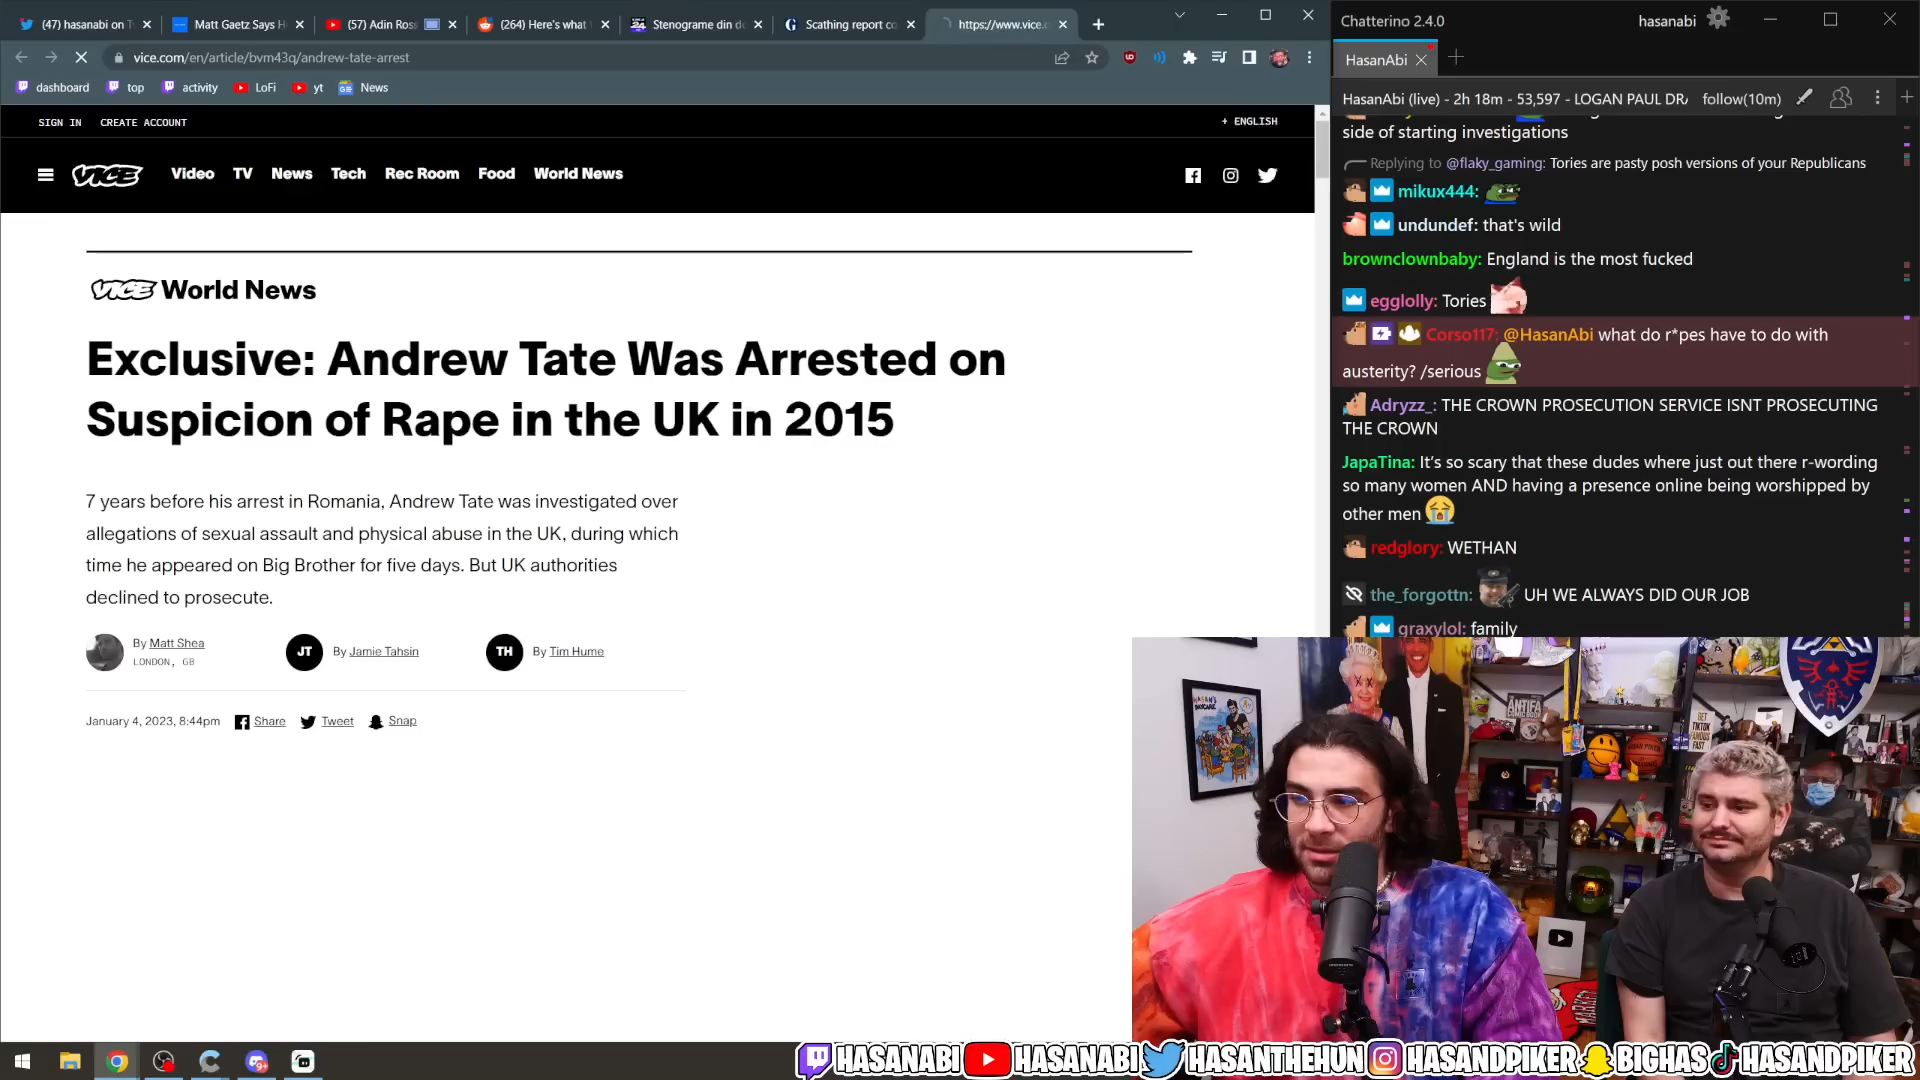 (47) hasanabi on T
Matt Gaetz Says H
(57) Adin Ross
(264) Here's what
Stenograme din d
Scathing report co
https://www.vice.c
vice.com/en/article/bvm43q/andrew-tate-arrest
dashboard
top
activity
LoFi
yt
News
SIGN IN CREATE ACCOUNT
+ ENGLISH
VICE
Video TV News Tech Rec Room Food World News
VICE World News
Exclusive: Andrew Tate Was Arrested on
Suspicion of Rape in the UK in 2015
7 years before his arrest in Romania, Andrew Tate was investigated over
allegations of sexual assault and physical abuse in the UK, during which
time he appeared on Big Brother for five days. But UK authorities
declined to prosecute.
By Matt Shea
LONDON, GB
JT By Jamie Tahsin
TH By Tim Hume
January 4, 2023, 8:44pm Share Tweet Snap
Chatterino 2.4.0
hasanabi
HasanAbi
HasanAbi (live) - 2h 18m - 53,597 - LOGAN PAUL DR
follow(10m)
side of starting investigations
Replying to @flaky_gaming: Tories are pasty posh versions of your Republicans
mikux444:
undundef: that's wild
brownclownbaby: England is the most fucked
egglolly: Tories
Corso117: @HasanAbi what do r*pes have to do with
austerity? /serious
Adryzz_: THE CROWN PROSECUTION SERVICE ISNT PROSECUTING
THE CROWN
JapaTina: It's so scary that these dudes where just out there r-wording
so many women AND having a presence online being worshipped by
other men
redglory: WETHAN
the_forgottn: UH WE ALWAYS DID OUR JOB
graxylol: family
ANTIFA
GET
TIKTOK
FAMOUS
FAST
HASANABI HASANABI HASANTHEHUN HASANDPIKER BIGHAS HASANDPIKER